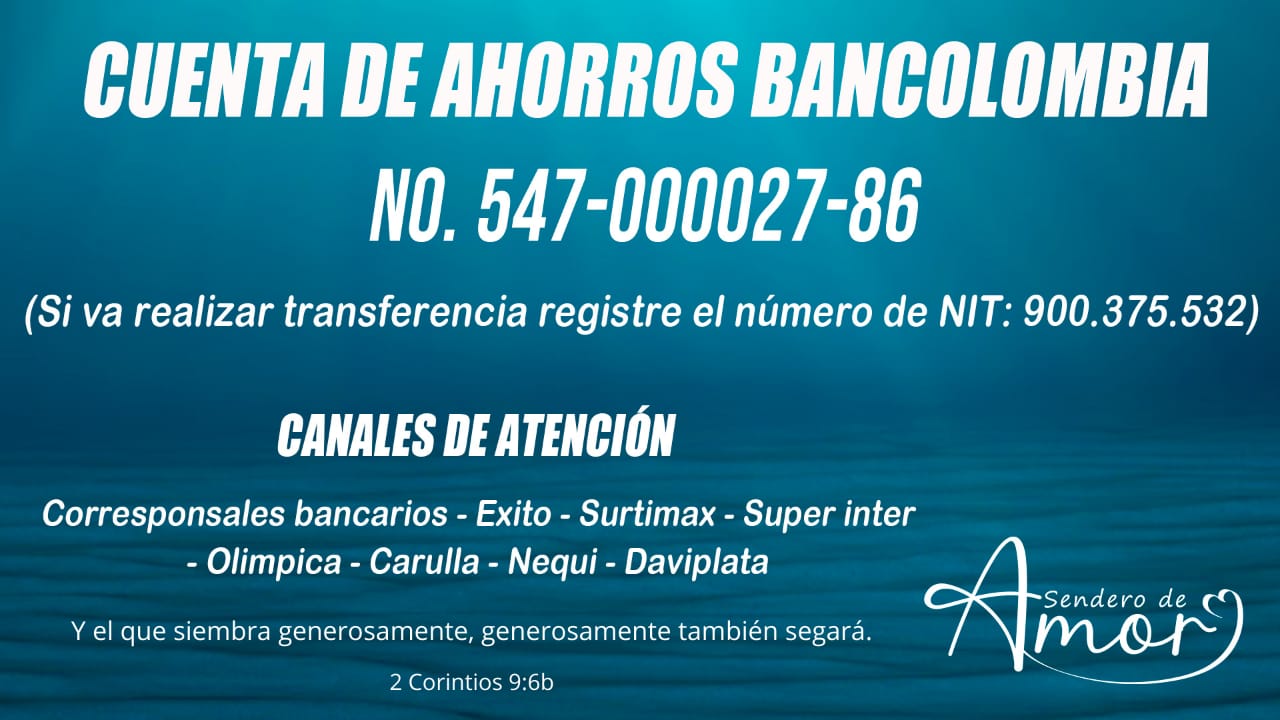 CUENTA DE AHORROS BANCOLOMBIA
NO. 547-000027-86
(Si va realizar transferencia registre el número de NIT: 900.375.532)
CANALES DE ATENCIÓN
Corresponsales bancarios - Exito - Surtimax - Super inter
- Olimpica - Carulla - Nequi - Daviplata
Y el que siembra generosamente, generosamente también segará.
2 Corintios 9:6b
Sendero de
Amor